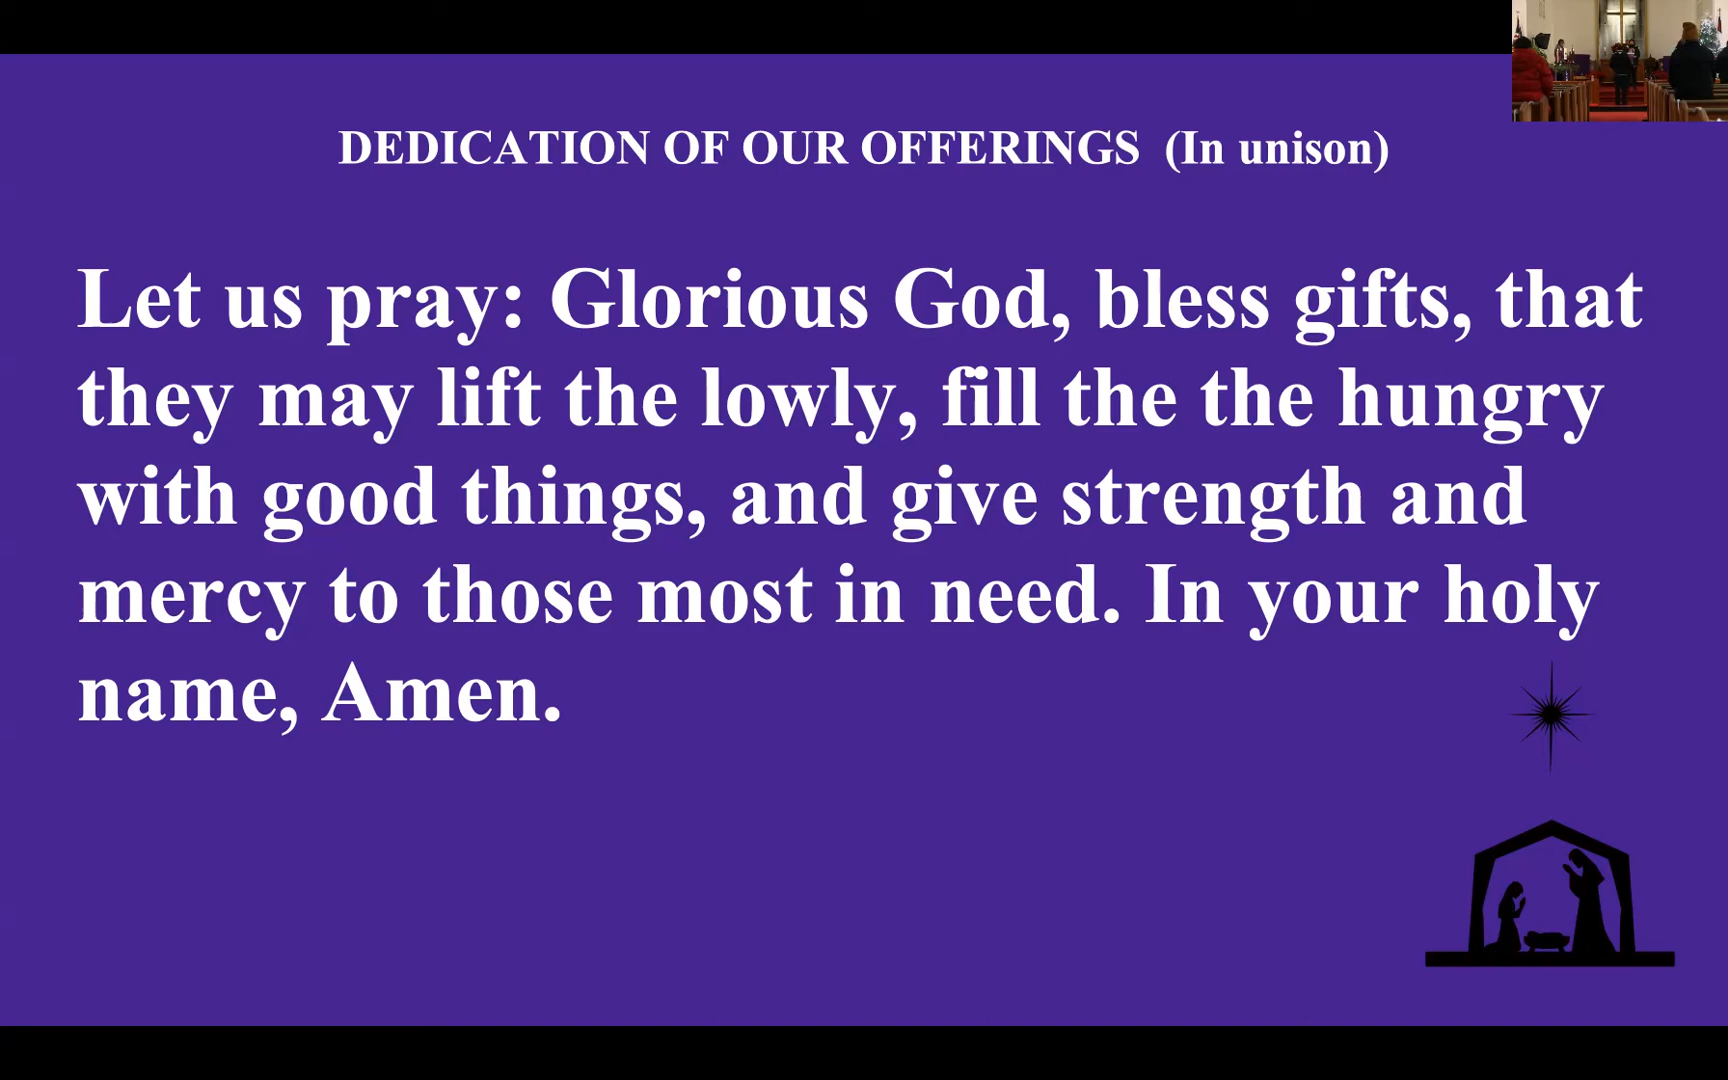 DEDICATION OF OUR OFFERINGS (In unison)
Let us pray: Glorious God, bless gifts, that
they may lift the lowly, fill the the hungry
with good things, and give strength and
mercy to those most in need. In your holy
name, Amen.